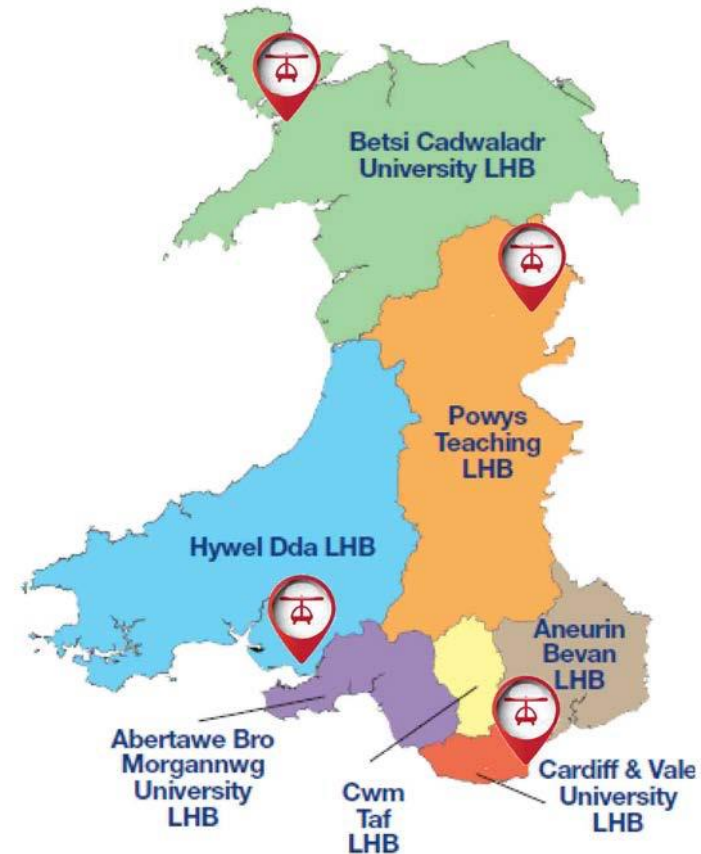 Betsi Cadwaladr
University LHB
Powys
Teaching
LHB
Hywel Dda LHB
Aneurin
Bevan
LHB
Abertawe Bro
Morgannwg
University
LHB
Cwm
Taf
LHB
Cardiff & Vale
University
LHB